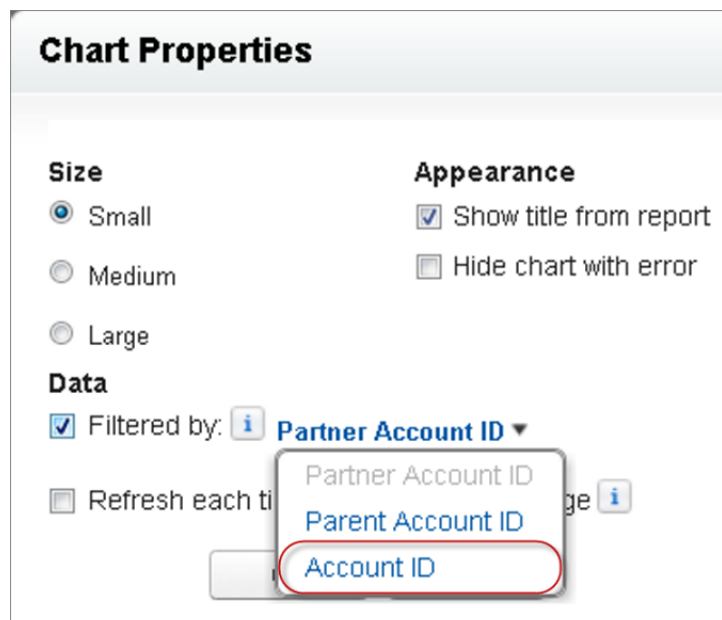 Chart Properties
Size
Small
Medium
Large
Appearance
Show title from report
Hide chart with error
Data
Filtered by: i Partner Account ID
Partner Account ID
Parent Account ID
Account ID
Refresh each ti ge i